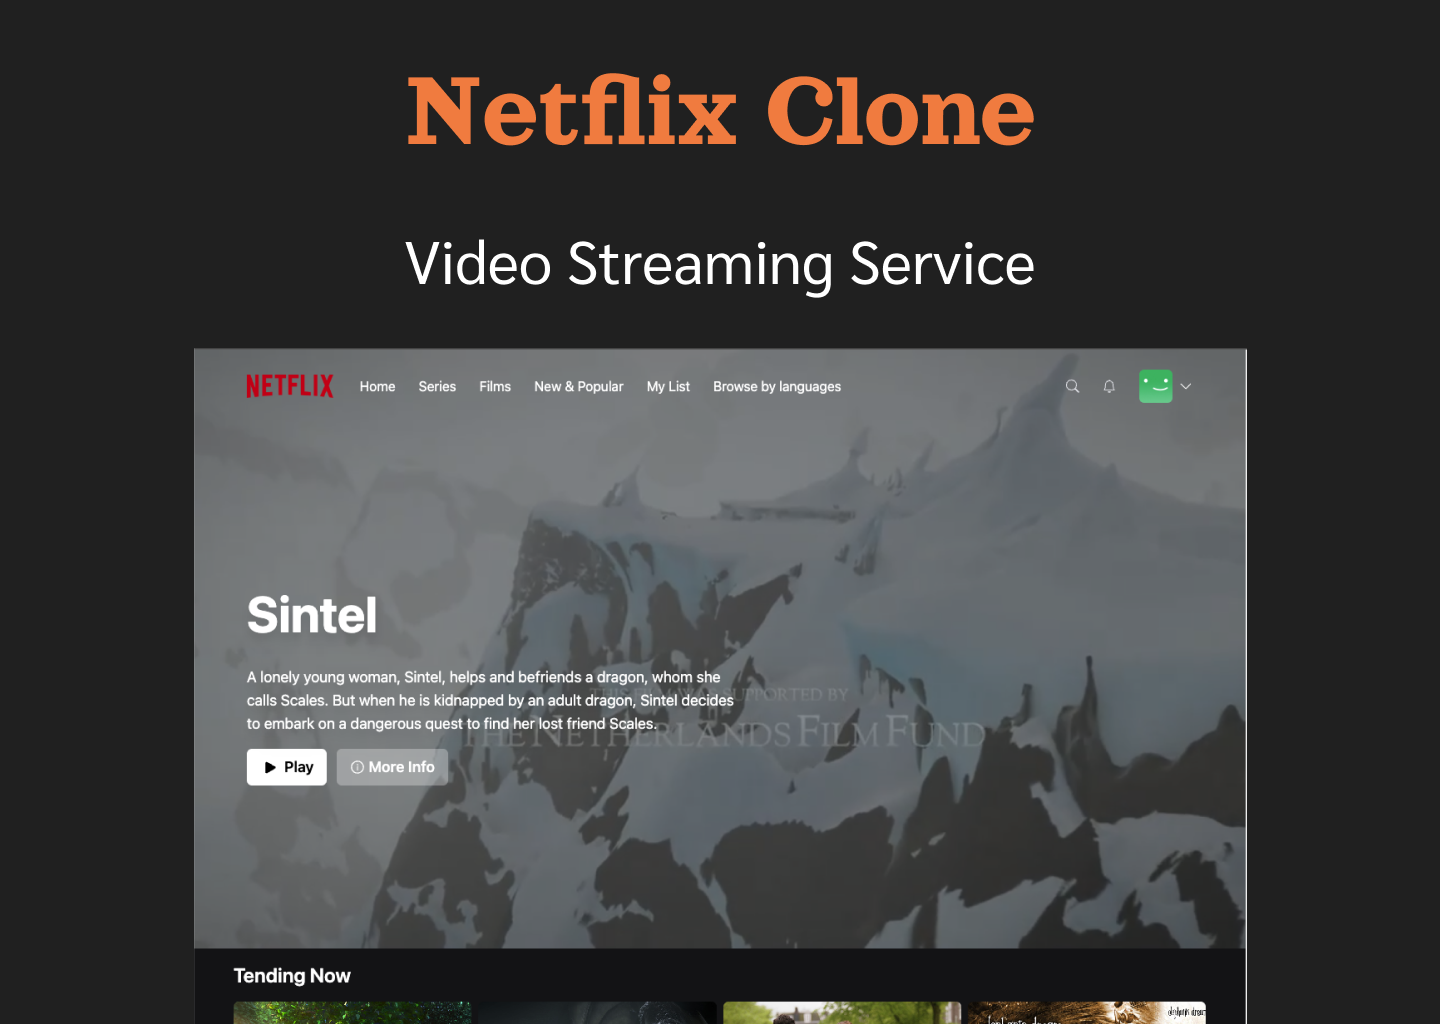 Netflix Clone
Video Streaming Service
NETFLIX Home Series Films New & Popular My List Browse by languages
Sintel
A lonely young woman, Sintel, helps and befriends a dragon, whom she
calls Scales. But when he is kidnapped by an adult dragon, Sintel decides
to embark on a dangerous quest to find her lost friend Scales.
THIS FILM WAS SUPPORTED BY
THE NETHERLANDS FILM FUND
Play More Info
Tending Now